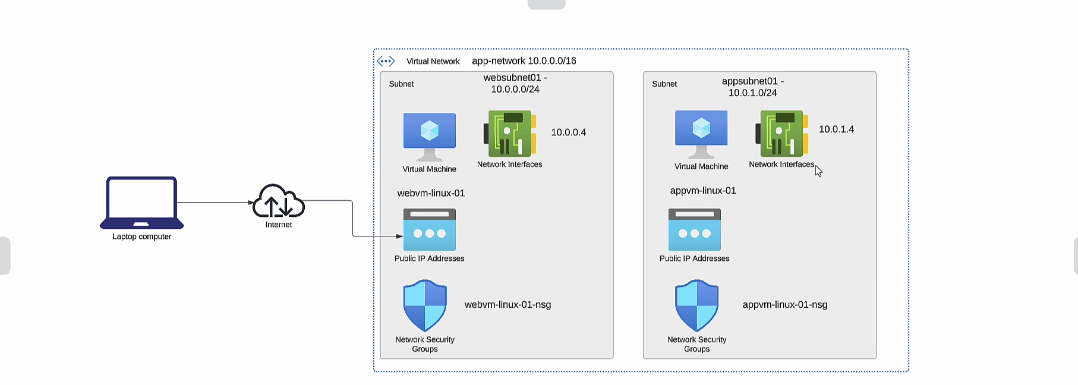 Virtual Network
app-network 10.0.0.0/16
Subnet
websubnet01 -
10.0.0.0/24
Virtual Machine
Network Interfaces
10.0.0.4
webvm-linux-01
Public IP Addresses
webvm-linux-01-nsg
Network Security
Groups
Subnet
appsubnet01 -
10.0.1.0/24
Virtual Machine
Network Interfaces
10.0.1.4
appvm-linux-01
Public IP Addresses
appvm-linux-01-nsg
Network Security
Groups
Laptop computer
Internet